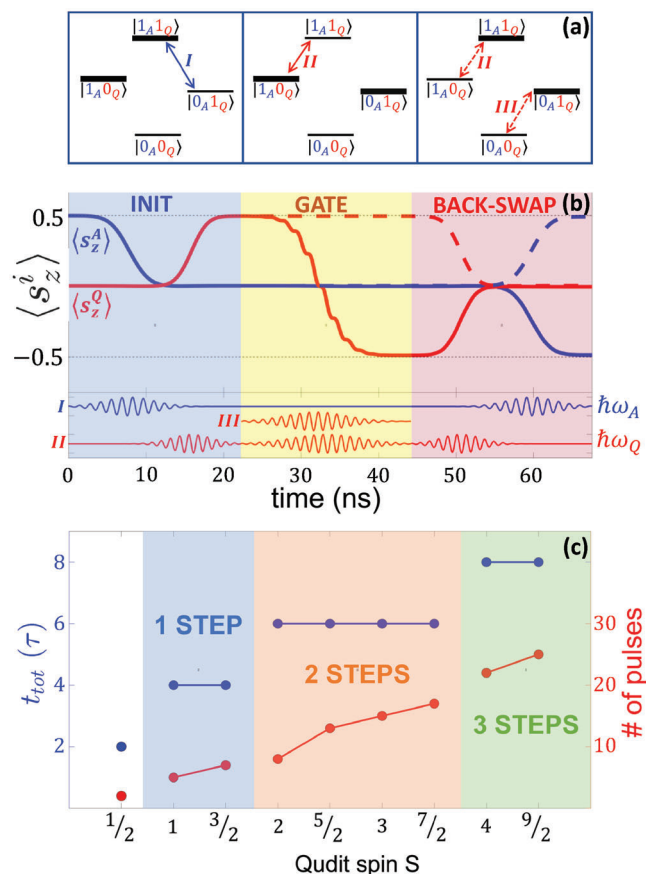 (a)
|1A1Q⟩ |1A1Q⟩ |1A1Q⟩
I II II
|1A0Q⟩ |0A1Q⟩ |1A0Q⟩ |0A1Q⟩ |1A0Q⟩ III |0A1Q⟩
|0A0Q⟩ |0A0Q⟩ |0A0Q⟩
INIT GATE BACK-SWAP (b)
0.5
⟨s_z^A⟩
⟨s_z^Q⟩
⟨s_z^i⟩
−0.5
I ħω_A
III
II ħω_Q
0 10 20 30 40 50 60
time (ns)
(c)
8
1 STEP
6 30
2 STEPS
t_tot (τ) # of pulses
4 20
3 STEPS
2 10
1/2 1 3/2 2 5/2 3 7/2 4 9/2
Qudit spin S